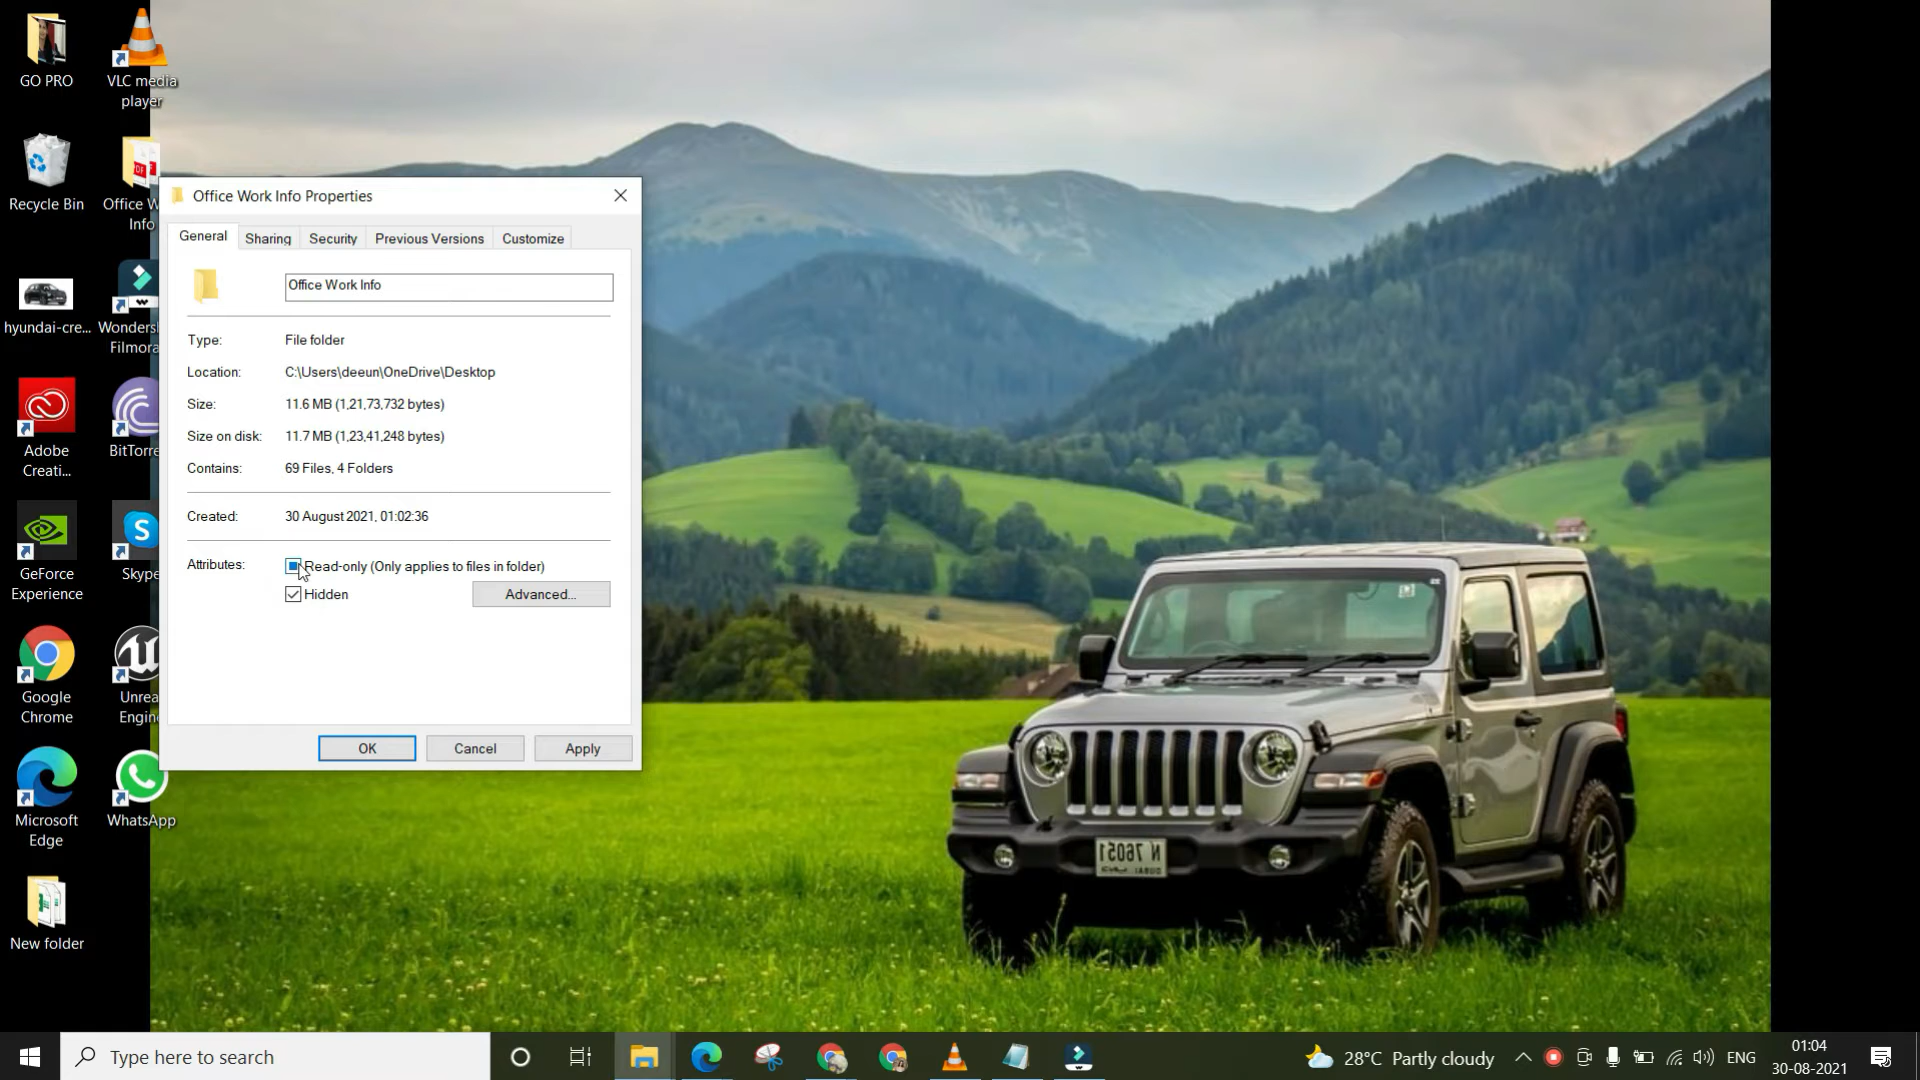 GO PRO
VLC media
player
Recycle Bin
Office W
Info
hyundai-cre...
Wondersh
Filmora
Adobe
Creati...
BitTorre
GeForce
Experience
Skype
Google
Chrome
Unrea
Engin
Microsoft
Edge
WhatsApp
New folder
Office Work Info Properties
General
Sharing
Security
Previous Versions
Customize
Office Work Info
Type:
File folder
Location:
C:\Users\deeun\OneDrive\Desktop
Size:
11.6 MB (1,21,73,732 bytes)
Size on disk:
11.7 MB (1,23,41,248 bytes)
Contains:
69 Files, 4 Folders
Created:
30 August 2021, 01:02:36
Attributes:
Read-only (Only applies to files in folder)
Hidden
Advanced...
OK
Cancel
Apply
N 76051
DUBAI
Type here to search
28°C Partly cloudy
ENG
01:04
30-08-2021